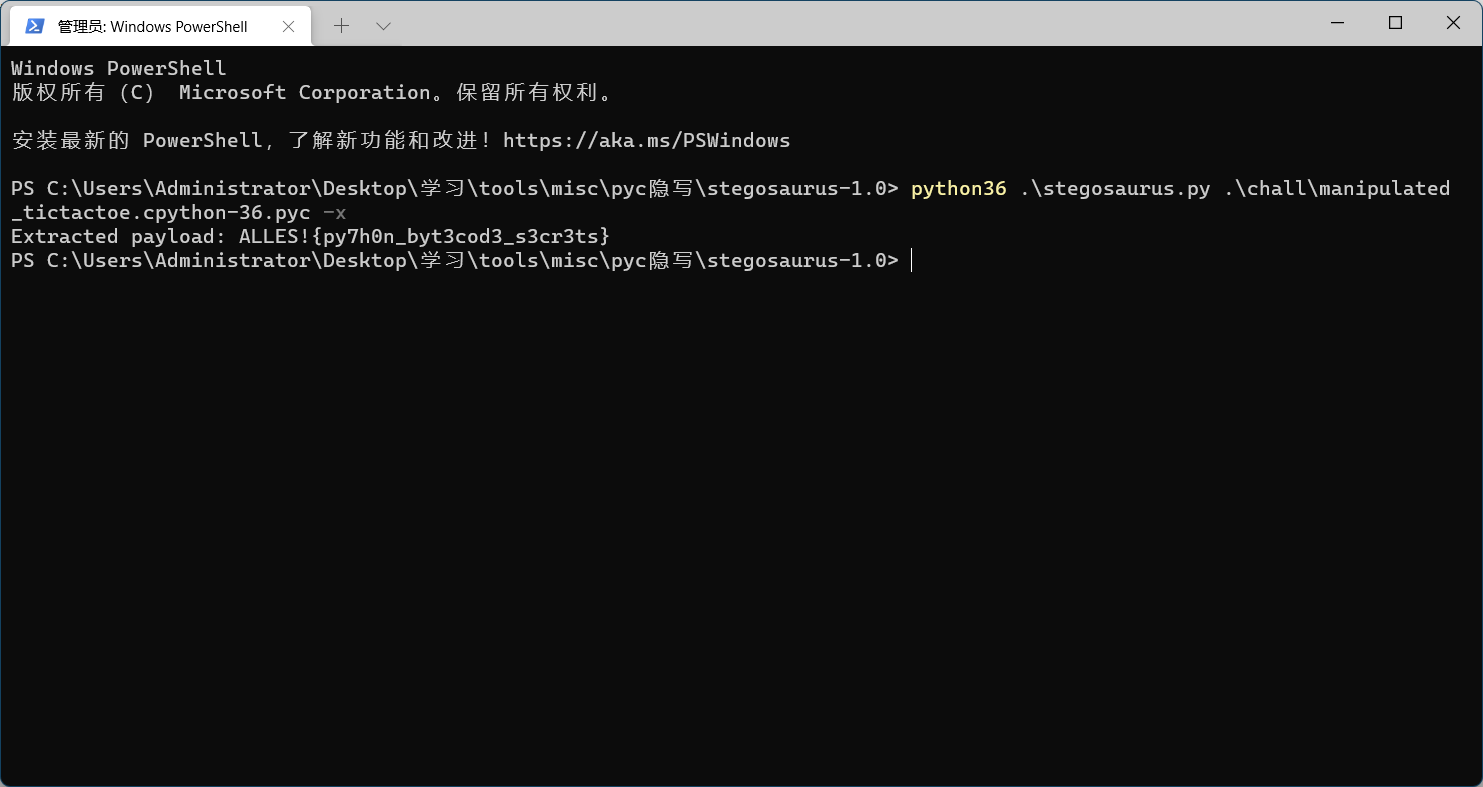 管理员: Windows PowerShell
Windows PowerShell
版权所有 (C) Microsoft Corporation。保留所有权利。
安装最新的 PowerShell，了解新功能和改进！https://aka.ms/PSWindows
PS C:\Users\Administrator\Desktop\学习\tools\misc\pyc隐写\stegosaurus-1.0> python36 .\stegosaurus.py .\chall\manipulated
_tictactoe.cpython-36.pyc -x
Extracted payload: ALLES!{py7h0n_byt3cod3_s3cr3ts}
PS C:\Users\Administrator\Desktop\学习\tools\misc\pyc隐写\stegosaurus-1.0>